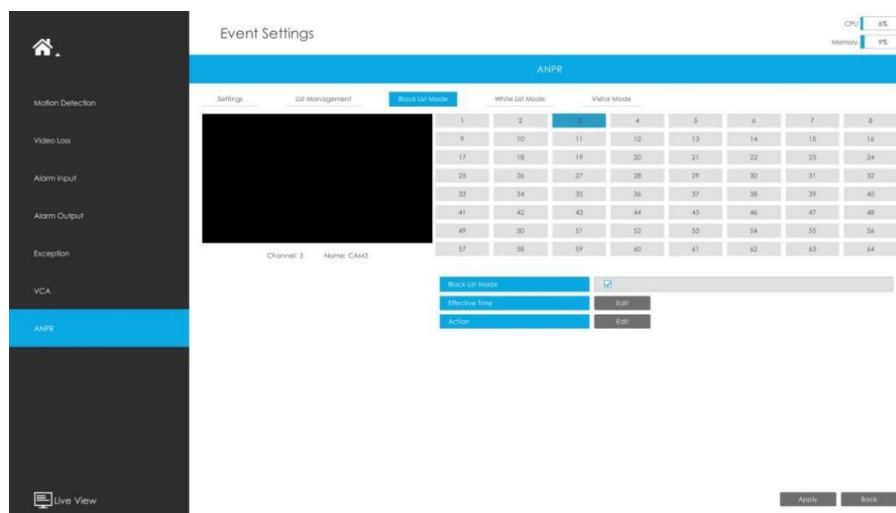 Event Settings
CPU 6%
Memory 9%
ANPR
Motion Detection
Video Loss
Alarm Input
Alarm Output
Exception
VCA
ANPR
Live View
Settings List Management Black List Mode White List Mode Visitor Mode
1 2 3 4 5 6 7 8
9 10 11 12 13 14 15 16
17 18 19 20 21 22 23 24
25 26 27 28 29 30 31 32
33 34 35 36 37 38 39 40
41 42 43 44 45 46 47 48
49 50 51 52 53 54 55 56
57 58 59 60 61 62 63 64
Channel: 3 Name: CAM3
Black List Mode
Effective Time Edit
Action Edit
Apply Back